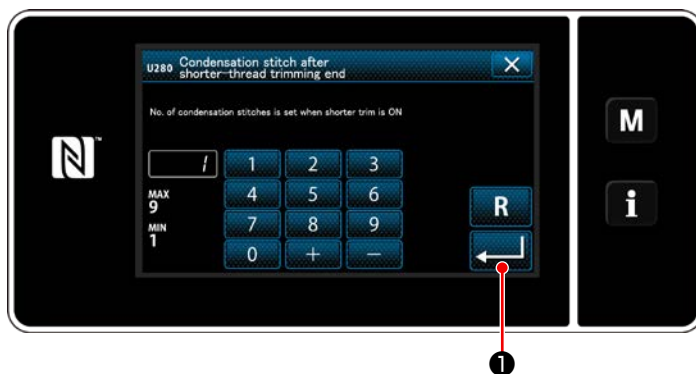 U280 Condensation stitch after
shorter-thread trimming end
X
No. of condensation stitches is set when shorter trim is ON
1
1 2 3
MAX
9
4 5 6
MIN
1
7 8 9
0 + −
R
N™
M
i
❶